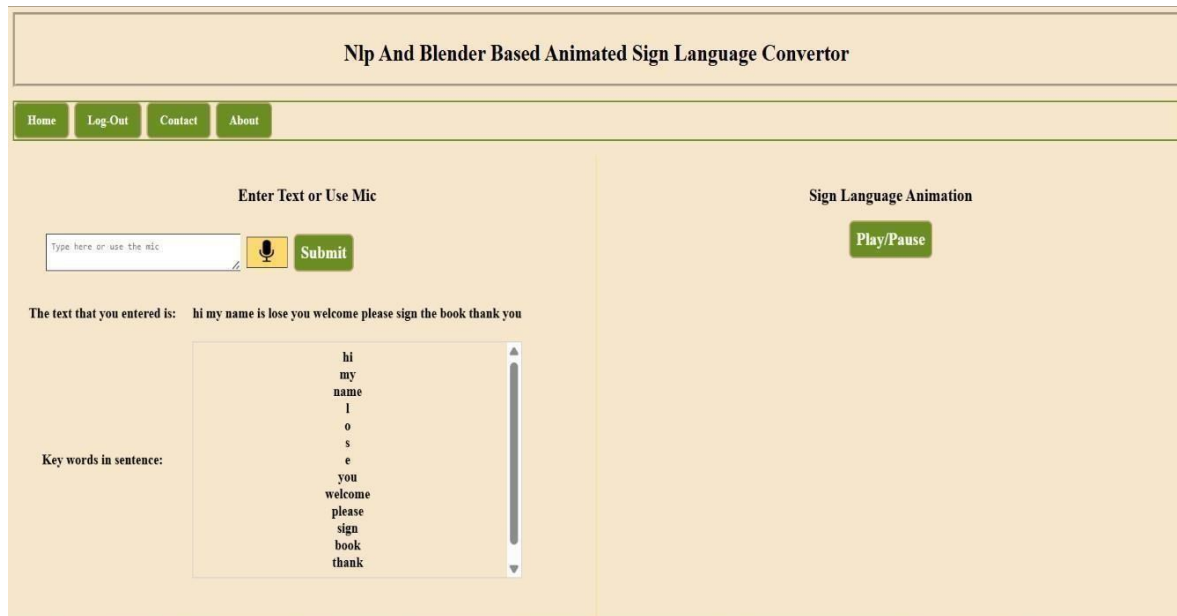 Nlp And Blender Based Animated Sign Language Convertor
Home Log-Out Contact About
Enter Text or Use Mic
Type here or use the mic
Submit
The text that you entered is: hi my name is lose you welcome please sign the book thank you
Key words in sentence:
hi
my
name
l
o
s
e
you
welcome
please
sign
book
thank
Sign Language Animation
Play/Pause